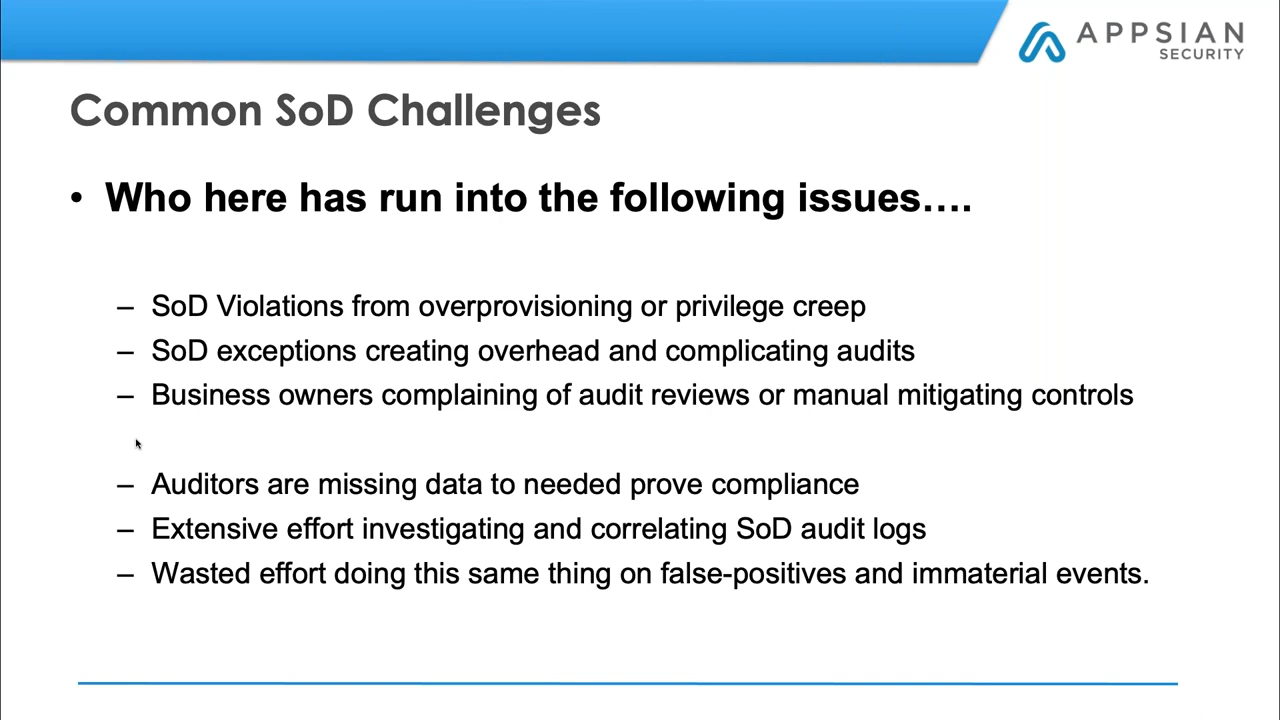 APPSIAN
SECURITY
Common SoD Challenges
• Who here has run into the following issues….
– SoD Violations from overprovisioning or privilege creep
– SoD exceptions creating overhead and complicating audits
– Business owners complaining of audit reviews or manual mitigating controls
– Auditors are missing data to needed prove compliance
– Extensive effort investigating and correlating SoD audit logs
– Wasted effort doing this same thing on false-positives and immaterial events.